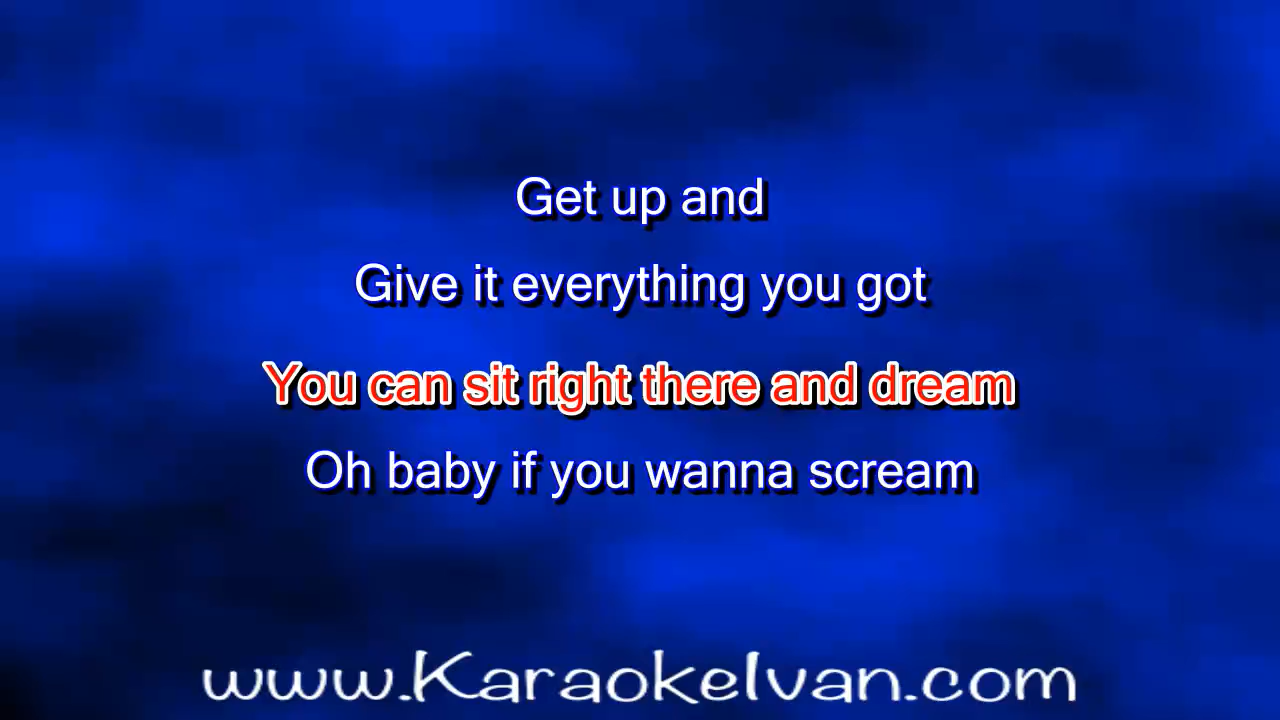 Get up and
Give it everything you got
You can sit right there and dream
Oh baby if you wanna scream
www.KaraokeIvan.com